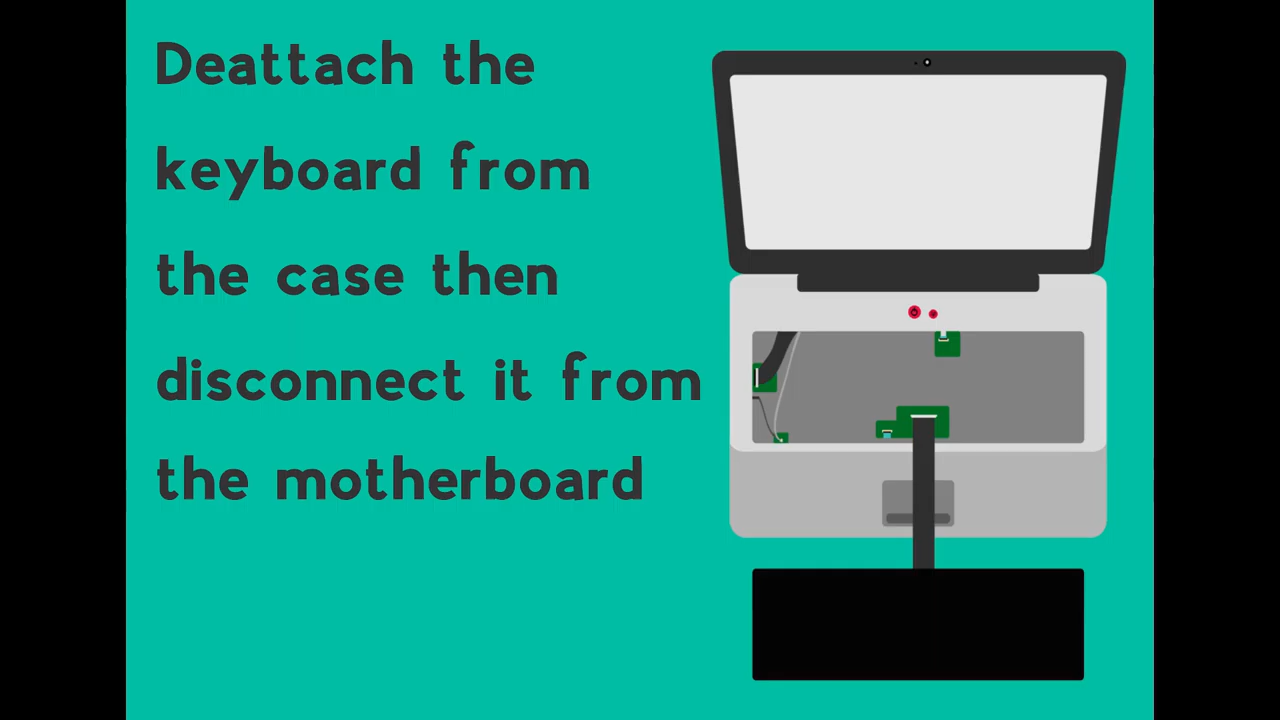 Deattach the
keyboard from
the case then
disconnect it from
the motherboard